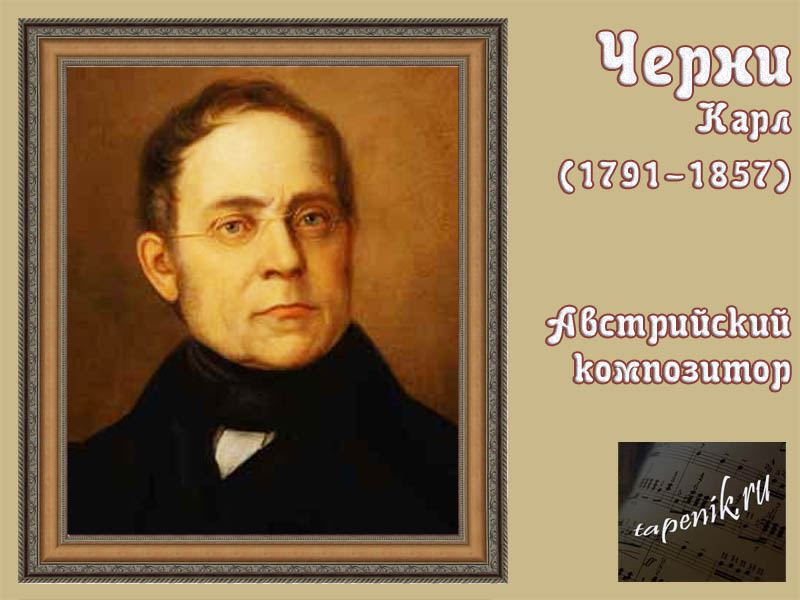 Черни
Карл
(1791–1857)
Австрийский
композитор
tapenik.ru